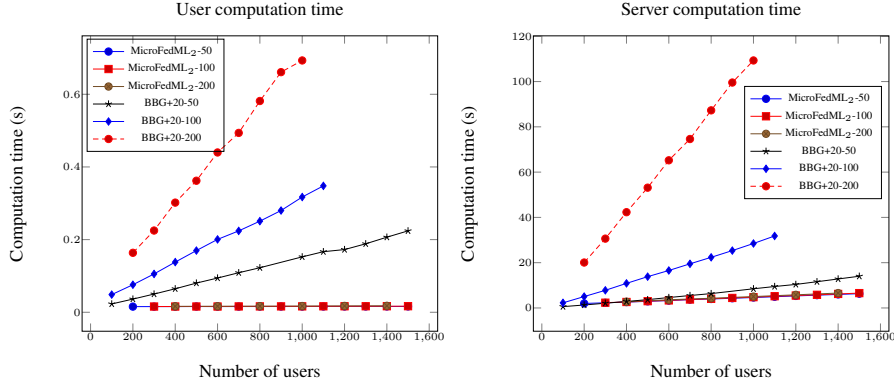 User computation time
MicroFedML2-50
MicroFedML2-100
MicroFedML2-200
BBG+20-50
BBG+20-100
BBG+20-200
0.6
0.4
0.2
0
Computation time (s)
0 200 400 600 800 1,000 1,200 1,400 1,600
Number of users
Server computation time
120
100
80
60
40
20
0
Computation time (s)
MicroFedML2-50
MicroFedML2-100
MicroFedML2-200
BBG+20-50
BBG+20-100
BBG+20-200
0 200 400 600 800 1,000 1,200 1,400 1,600
Number of users